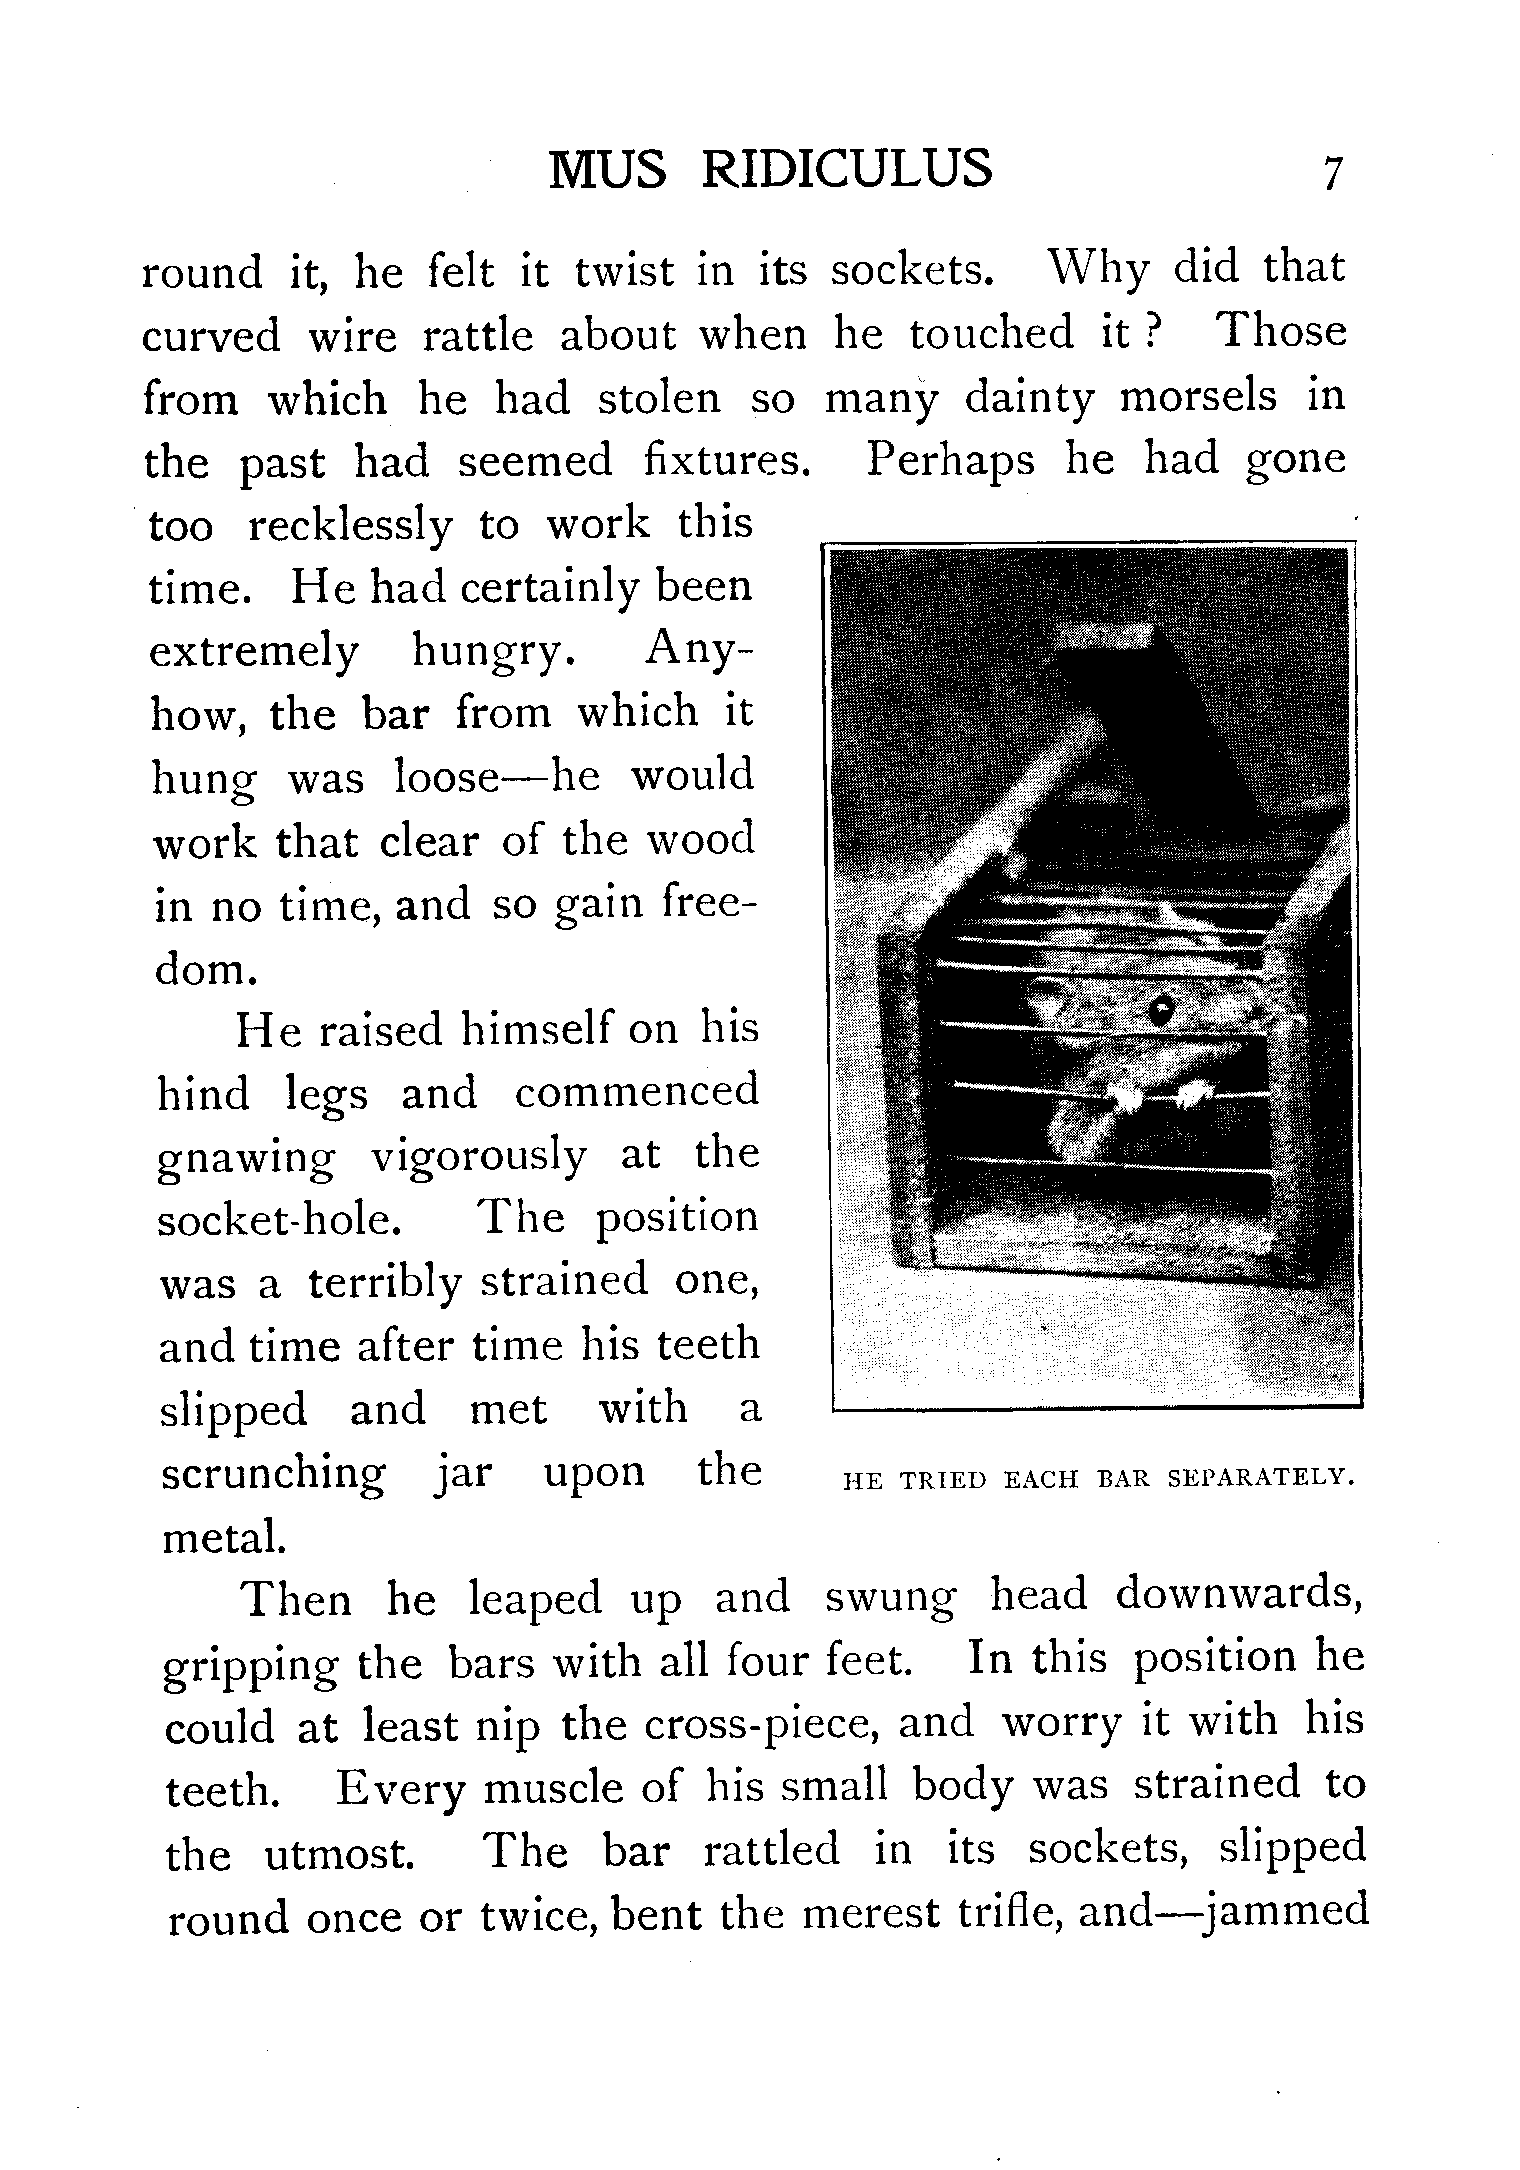 MUS RIDICULUS 7
round it, he felt it twist in its sockets. Why did that
curved wire rattle about when he touched it ? Those
from which he had stolen so many dainty morsels in
the past had seemed fixtures. Perhaps he had gone
too recklessly to work this
time. He had certainly been
extremely hungry. Any-
how, the bar from which it
hung was loose—he would
work that clear of the wood
in no time, and so gain free-
dom.
He raised himself on his
hind legs and commenced
gnawing vigorously at the
socket-hole. The position
was a terribly strained one,
and time after time his teeth
slipped and met with a
scrunching jar upon the
metal.
HE TRIED EACH BAR SEPARATELY.
Then he leaped up and swung head downwards,
gripping the bars with all four feet. In this position he
could at least nip the cross-piece, and worry it with his
teeth. Every muscle of his small body was strained to
the utmost. The bar rattled in its sockets, slipped
round once or twice, bent the merest trifle, and—jammed